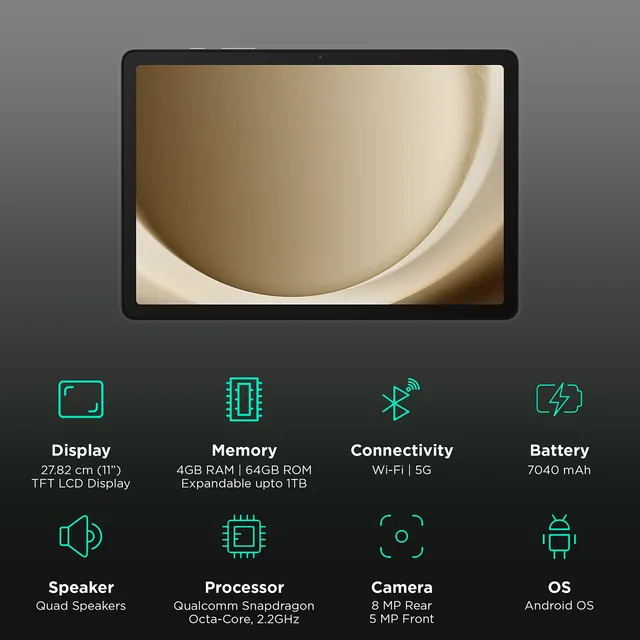 Display
27.82 cm (11”)
TFT LCD Display
Memory
4GB RAM | 64GB ROM
Expandable upto 1TB
Connectivity
Wi-Fi | 5G
Battery
7040 mAh
Speaker
Quad Speakers
Processor
Qualcomm Snapdragon
Octa-Core, 2.2GHz
Camera
8 MP Rear
5 MP Front
OS
Android OS